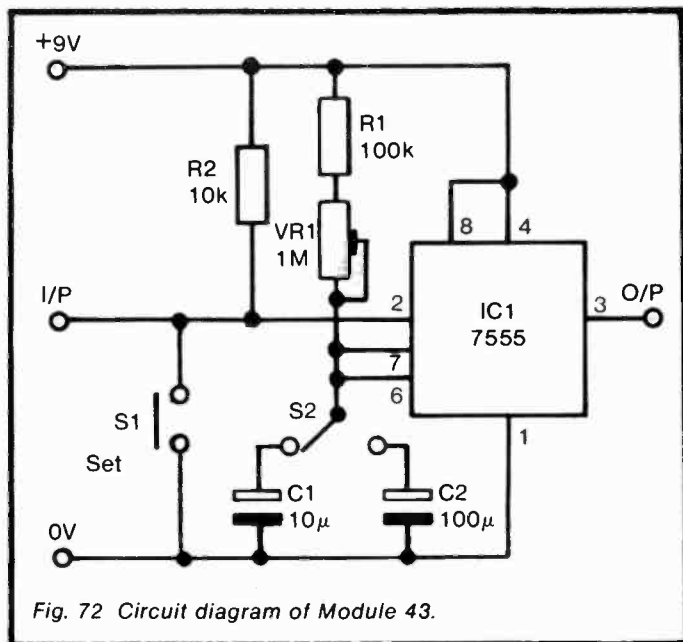 +9V
R1
100k
R2
10k
VR1
1M
8
4
I/P
2
IC1
7555
3
O/P
7
6
S1
S2
1
Set
C1
10µ
C2
100µ
0V
Fig. 72 Circuit diagram of Module 43.